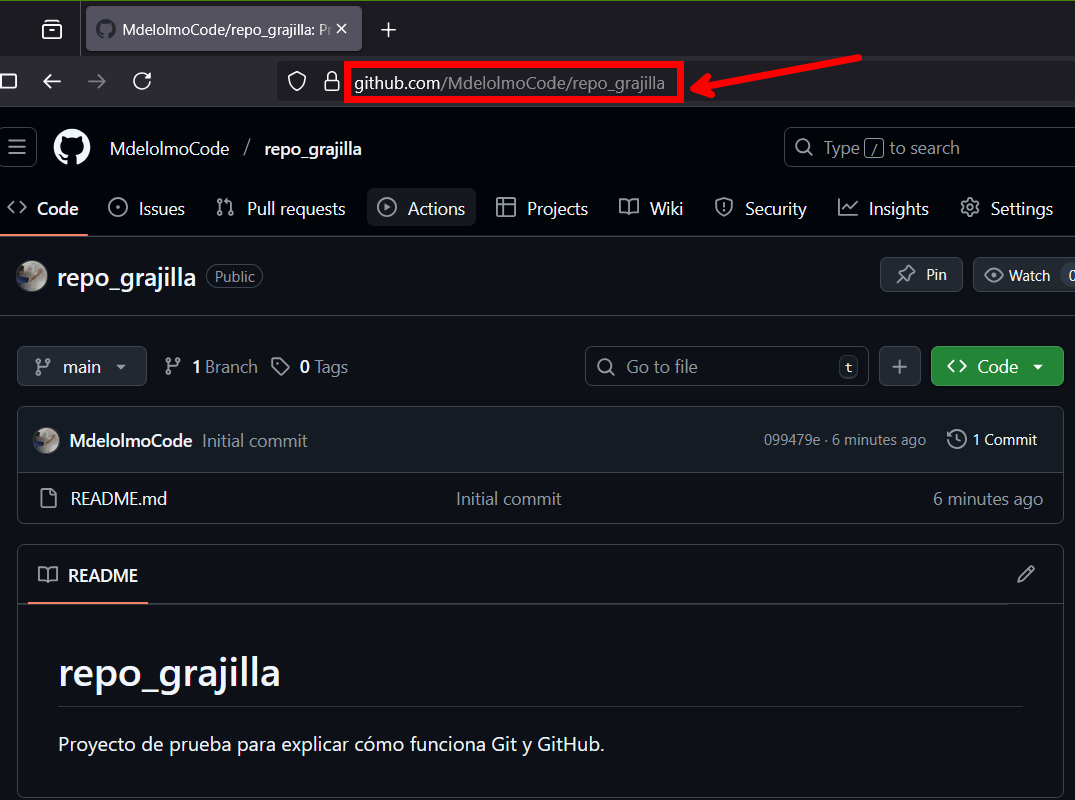 MdelolmoCode/repo_grajilla: Pr
github.com/MdelolmoCode/repo_grajilla
MdelolmoCode / repo_grajilla
Type / to search
Code Issues Pull requests Actions Projects Wiki Security Insights Settings
repo_grajilla Public
Pin Watch 0
main 1 Branch 0 Tags
Go to file t
Code
MdelolmoCode Initial commit 099479e · 6 minutes ago 1 Commit
README.md Initial commit 6 minutes ago
README
repo_grajilla
Proyecto de prueba para explicar cómo funciona Git y GitHub.